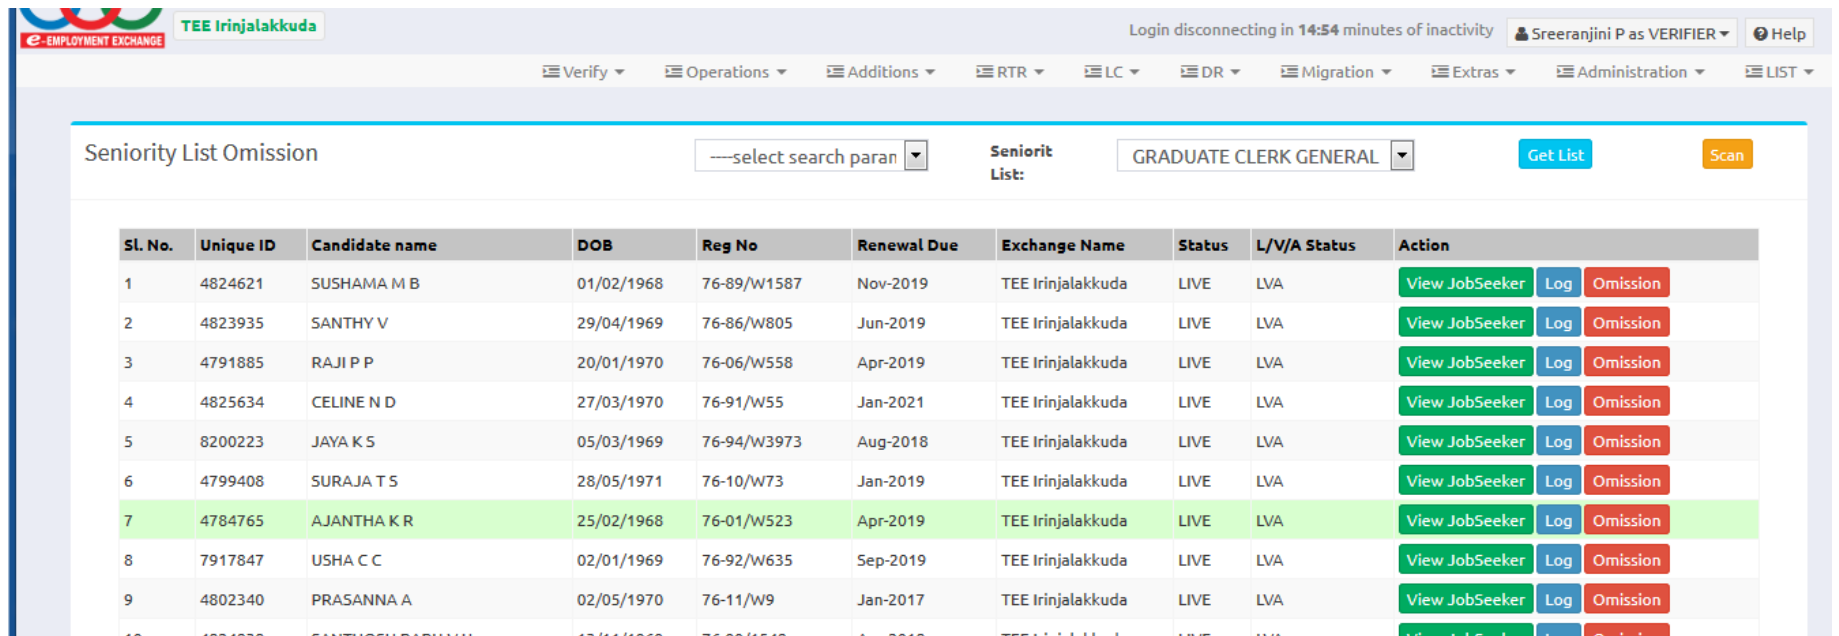 e-EMPLOYMENT EXCHANGE
TEE Irinjalakkuda
Login disconnecting in 14:54 minutes of inactivity
Sreeranjini P as VERIFIER
Help
Verify Operations Additions RTR LC DR Migration Extras Administration LIST
Seniority List Omission
----select search paran
Seniorit
List:
GRADUATE CLERK GENERAL
Get List
Scan
Sl. No. Unique ID Candidate name DOB Reg No Renewal Due Exchange Name Status L/V/A Status Action
1 4824621 SUSHAMA M B 01/02/1968 76-89/W1587 Nov-2019 TEE Irinjalakkuda LIVE LVA View JobSeeker Log Omission
2 4823935 SANTHY V 29/04/1969 76-86/W805 Jun-2019 TEE Irinjalakkuda LIVE LVA View JobSeeker Log Omission
3 4791885 RAJI P P 20/01/1970 76-06/W558 Apr-2019 TEE Irinjalakkuda LIVE LVA View JobSeeker Log Omission
4 4825634 CELINE N D 27/03/1970 76-91/W55 Jan-2021 TEE Irinjalakkuda LIVE LVA View JobSeeker Log Omission
5 8200223 JAYA K S 05/03/1969 76-94/W3973 Aug-2018 TEE Irinjalakkuda LIVE LVA View JobSeeker Log Omission
6 4799408 SURAJA T S 28/05/1971 76-10/W73 Jan-2019 TEE Irinjalakkuda LIVE LVA View JobSeeker Log Omission
7 4784765 AJANTHA K R 25/02/1968 76-01/W523 Apr-2019 TEE Irinjalakkuda LIVE LVA View JobSeeker Log Omission
8 7917847 USHA C C 02/01/1969 76-92/W635 Sep-2019 TEE Irinjalakkuda LIVE LVA View JobSeeker Log Omission
9 4802340 PRASANNA A 02/05/1970 76-11/W9 Jan-2017 TEE Irinjalakkuda LIVE LVA View JobSeeker Log Omission